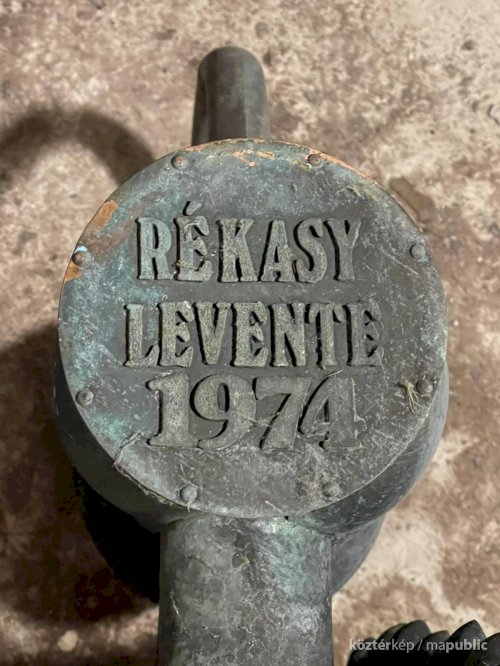 RÉKASY
LEVENTE
1974
köztérkép / mapublic